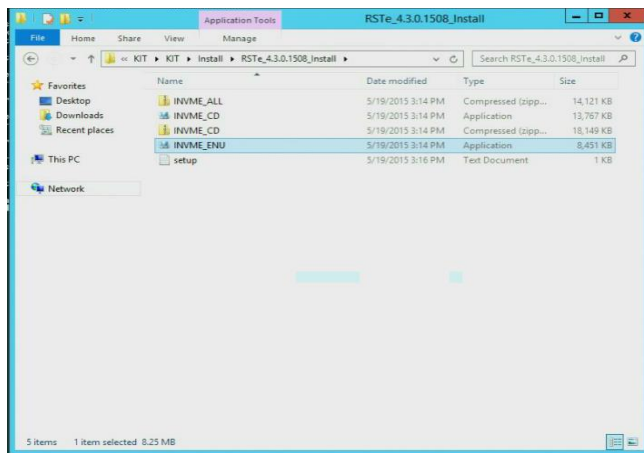 Application Tools RSTe_4.3.0.1508_Install
File Home Share View Manage
« KIT ▸ KIT ▸ Install ▸ RSTe_4.3.0.1508_Install ▸ Search RSTe_4.3.0.1508_Install
Name Date modified Type Size
Favorites
Desktop INVME_ALL 5/19/2015 3:14 PM Compressed (zipp... 14,121 KB
Downloads INVME_CD 5/19/2015 3:14 PM Application 13,767 KB
Recent places INVME_CD 5/19/2015 3:14 PM Compressed (zipp... 18,149 KB
INVME_ENU 5/19/2015 3:14 PM Application 8,451 KB
This PC setup 5/19/2015 3:16 PM Text Document 1 KB
Network
5 items 1 item selected 8.25 MB